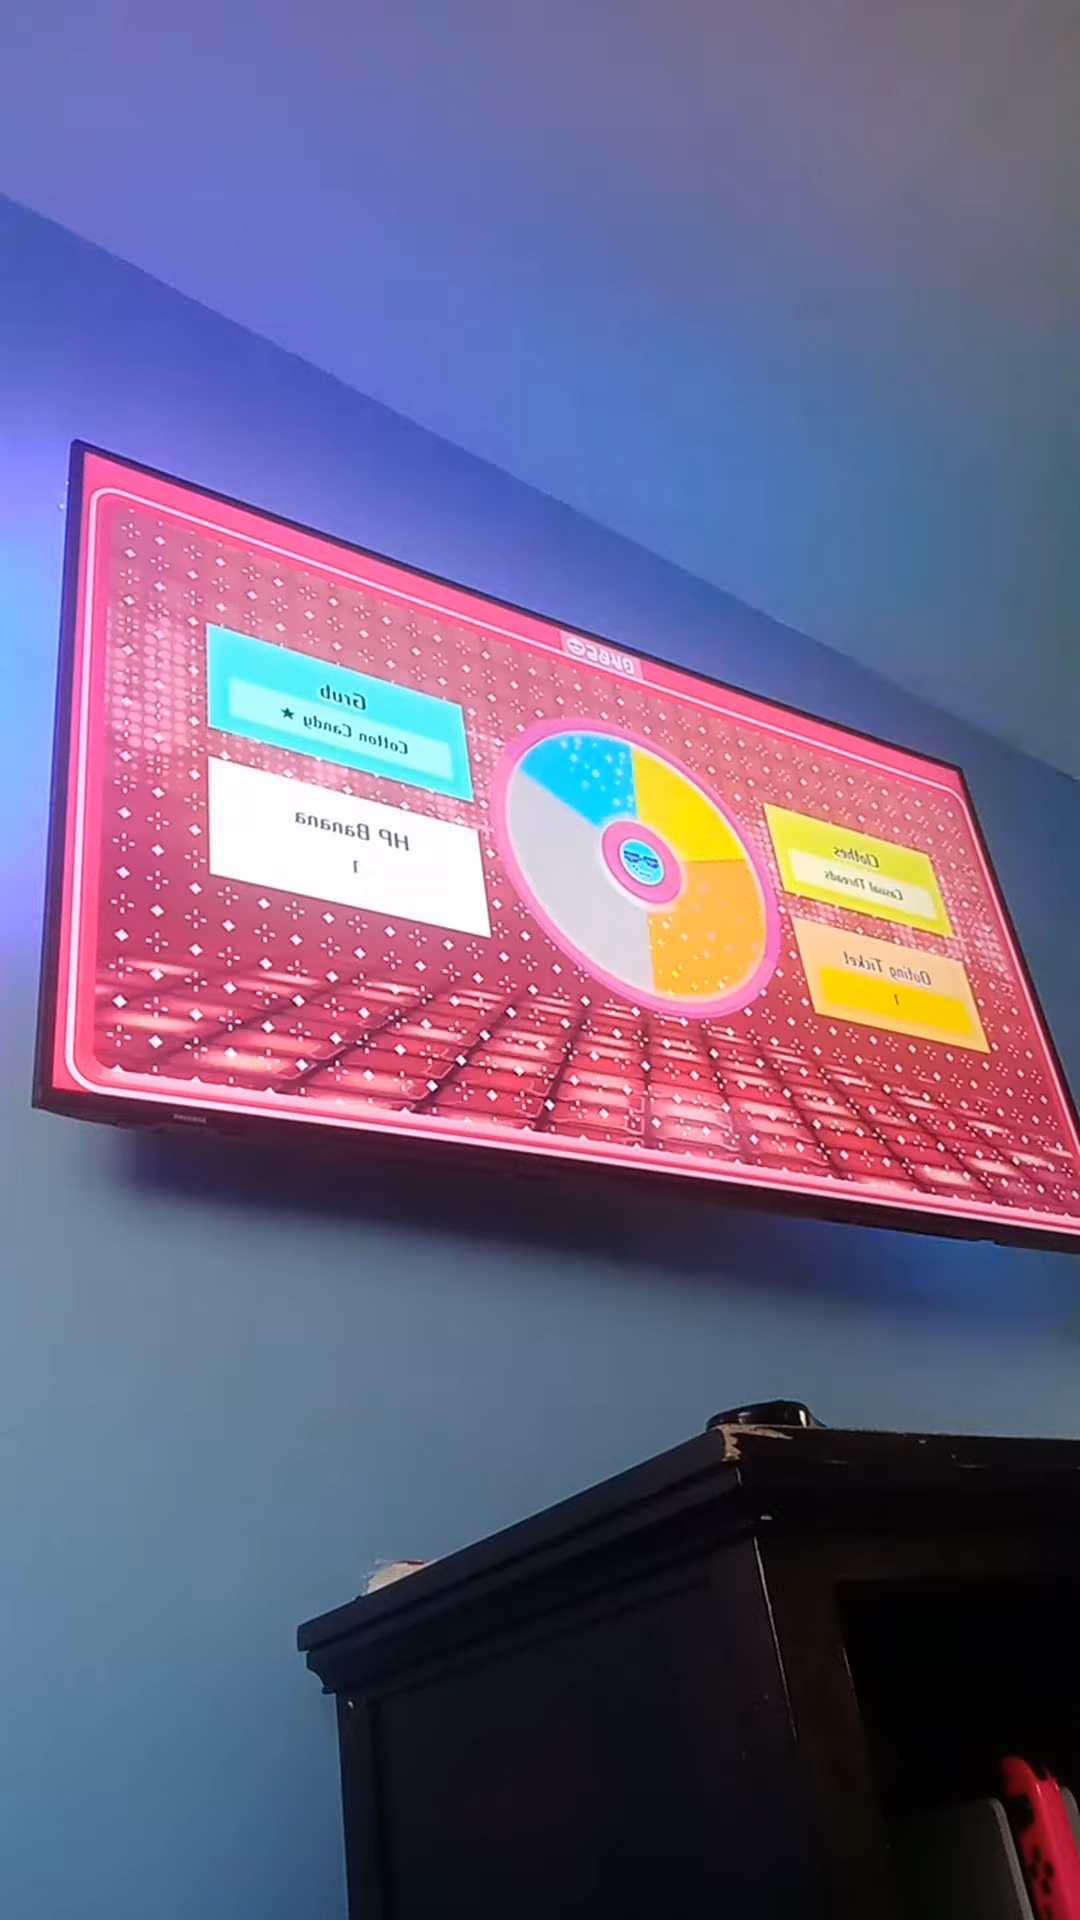 Grub
Cotton Candy ★
HP Banana
1
Clothes
Casual Threads
Outing Ticket
1